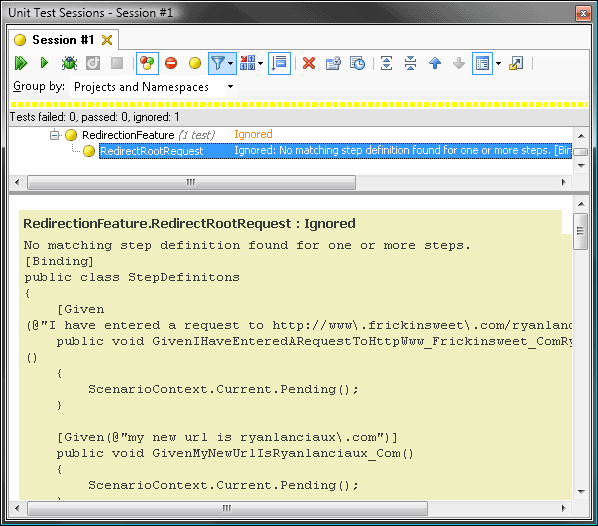 Unit Test Sessions - Session #1
Session #1
Group by: Projects and Namespaces
Tests failed: 0, passed: 0, ignored: 1
RedirectionFeature (1 test) Ignored
RedirectRootRequest Ignored: No matching step definition found for one or more steps. [Bin
RedirectionFeature.RedirectRootRequest : Ignored
No matching step definition found for one or more steps.
[Binding]
public class StepDefinitons
{
[Given
(@"I have entered a request to http://www\.frickinsweet\.com/ryanlanc
public void GivenIHaveEnteredARequestToHttpWww_Frickinsweet_ComRy
()
{
ScenarioContext.Current.Pending();
}
[Given(@"my new url is ryanlanciaux\.com")]
public void GivenMyNewUrlIsRyanlanciaux_Com()
{
ScenarioContext.Current.Pending();
}